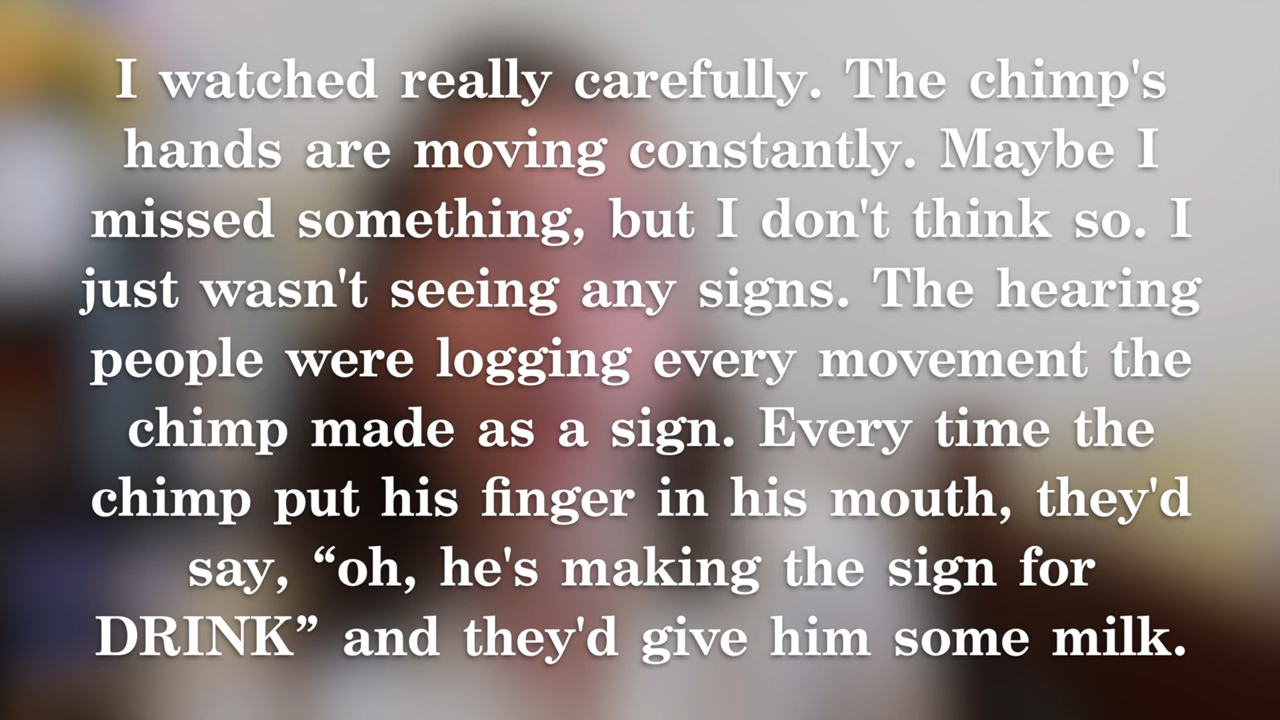 I watched really carefully. The chimp's
hands are moving constantly. Maybe I
missed something, but I don't think so. I
just wasn't seeing any signs. The hearing
people were logging every movement the
chimp made as a sign. Every time the
chimp put his finger in his mouth, they'd
say, “oh, he's making the sign for
DRINK” and they'd give him some milk.